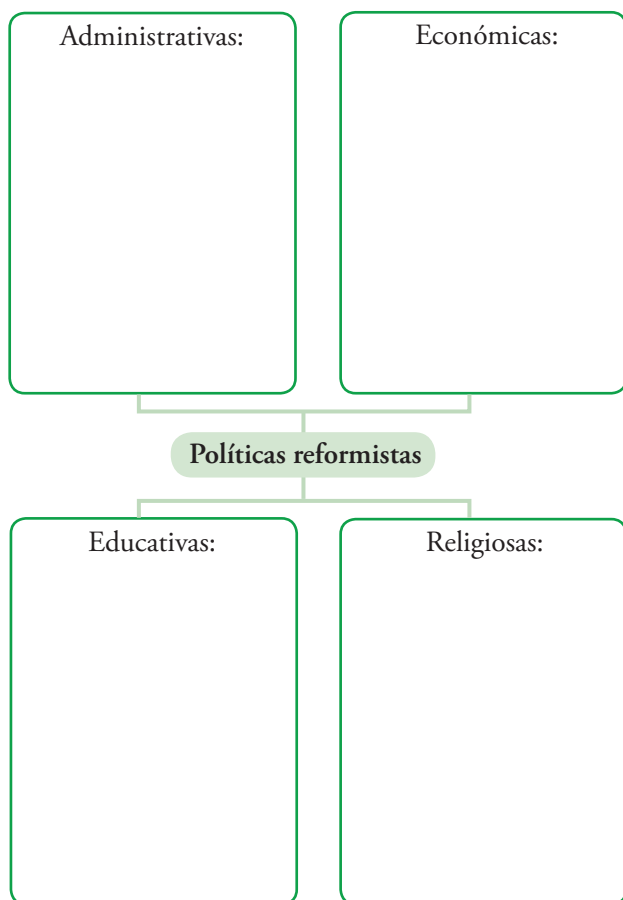 Administrativas:
Económicas:
Políticas reformistas
Educativas:
Religiosas: